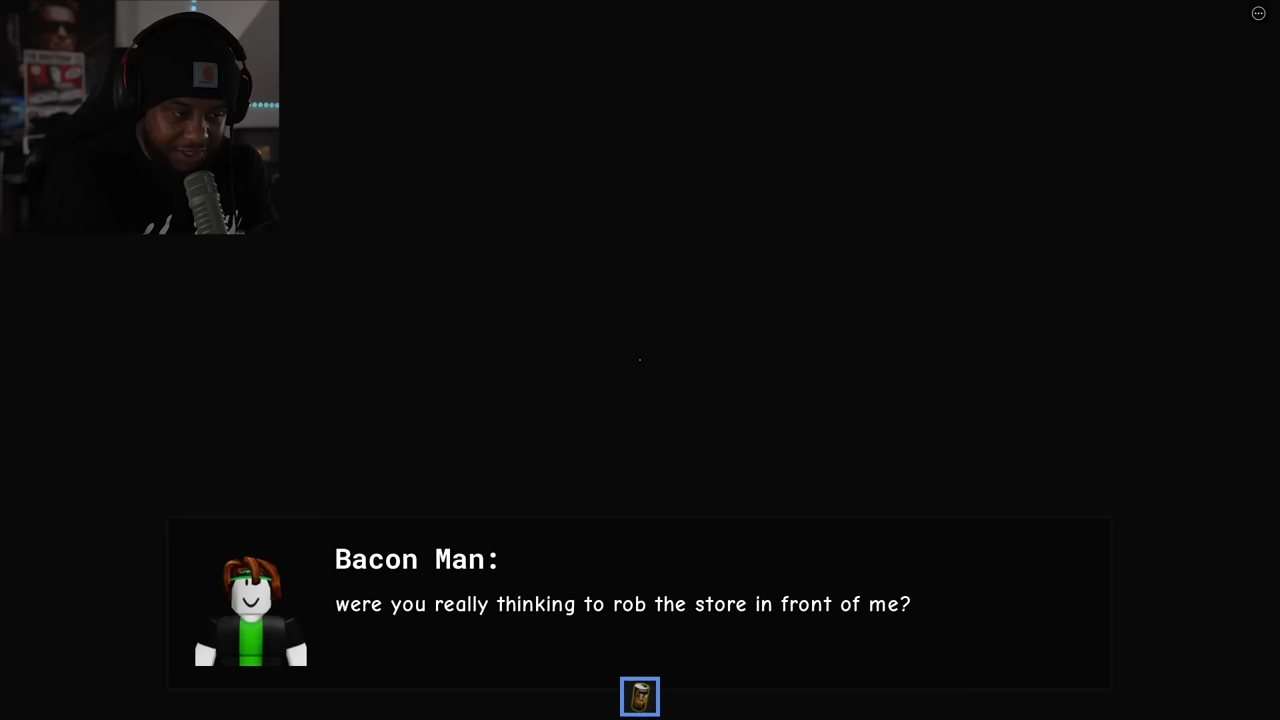 Bacon Man:
were you really thinking to rob the store in front of me?